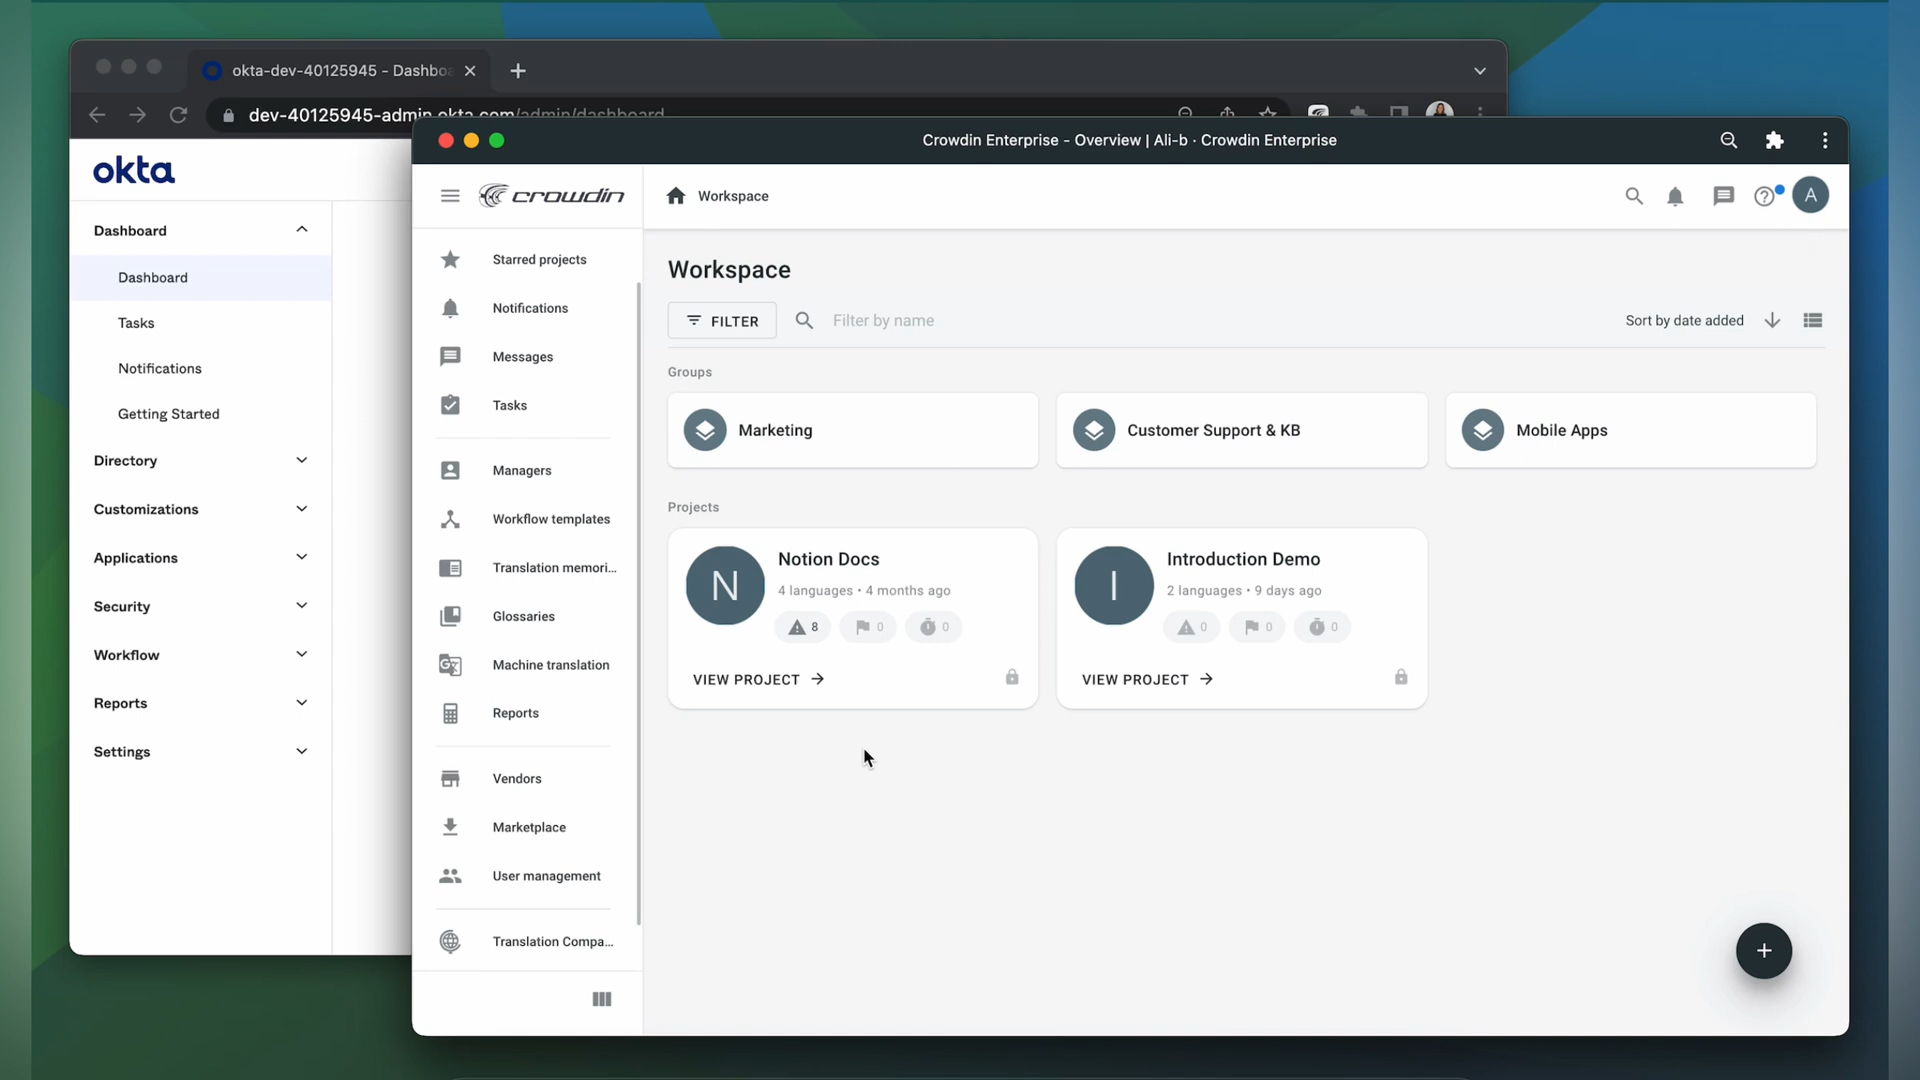 okta-dev-40125945 - Dashbo
dev-40125945-admin.okta.com/admin/dashboard
okta
Dashboard
Dashboard
Tasks
Notifications
Getting Started
Directory
Customizations
Applications
Security
Workflow
Reports
Settings
Crowdin Enterprise - Overview | Ali-b · Crowdin Enterprise
crowdin
Workspace
A
Starred projects
Notifications
Messages
Tasks
Managers
Workflow templates
Translation memori...
Glossaries
Machine translation
Reports
Vendors
Marketplace
User management
Translation Compa...
Workspace
FILTER
Filter by name
Sort by date added
Groups
Marketing
Customer Support & KB
Mobile Apps
Projects
N
Notion Docs
4 languages • 4 months ago
8
0
0
VIEW PROJECT
I
Introduction Demo
2 languages • 9 days ago
0
0
0
VIEW PROJECT